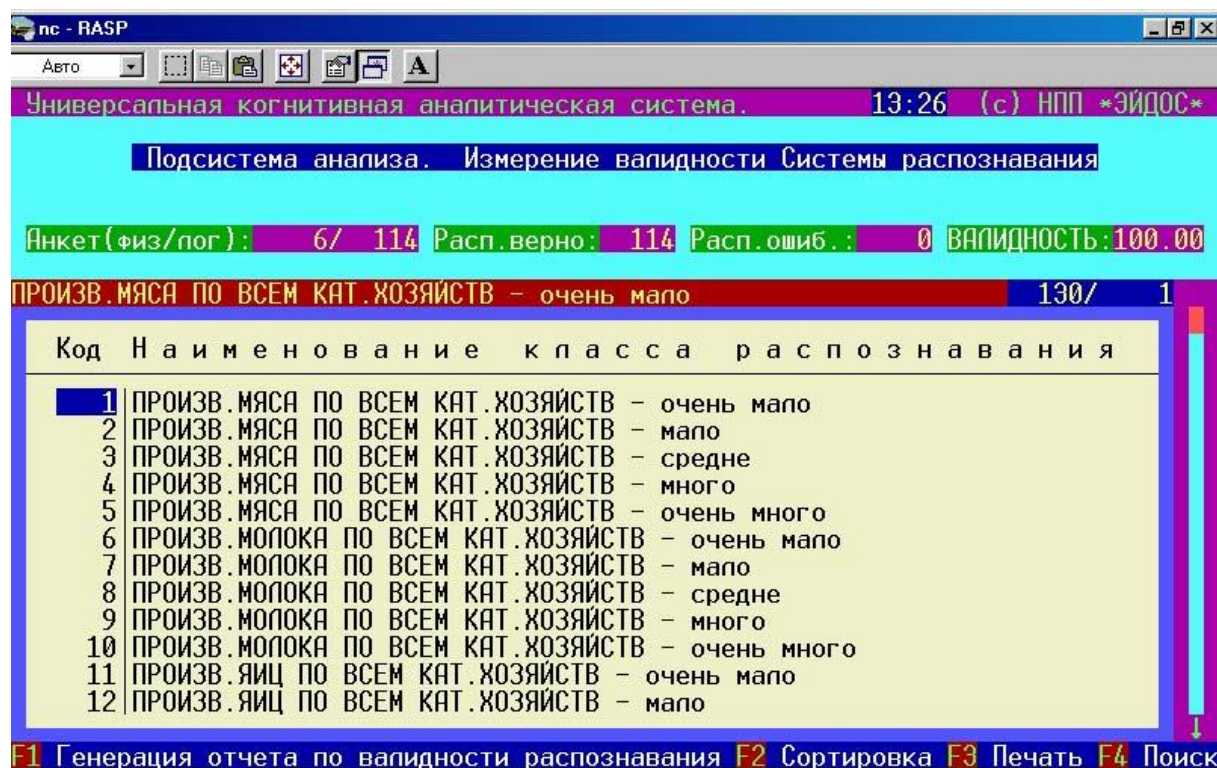 nc - RASP
Авто A
Универсальная когнитивная аналитическая система. 13:26 (c) НПП *ЭЙДОС*
Подсистема анализа. Измерение валидности Системы распознавания
Анкет(физ/лог): 6/ 114 Расп.верно: 114 Расп.ошиб.: 0 ВАЛИДНОСТЬ:100.00
ПРОИЗВ.МЯСА ПО ВСЕМ КАТ.ХОЗЯЙСТВ - очень мало 130/ 1
Код Наименование класса распознавания
1 ПРОИЗВ.МЯСА ПО ВСЕМ КАТ.ХОЗЯЙСТВ - очень мало
2 ПРОИЗВ.МЯСА ПО ВСЕМ КАТ.ХОЗЯЙСТВ - мало
3 ПРОИЗВ.МЯСА ПО ВСЕМ КАТ.ХОЗЯЙСТВ - средне
4 ПРОИЗВ.МЯСА ПО ВСЕМ КАТ.ХОЗЯЙСТВ - много
5 ПРОИЗВ.МЯСА ПО ВСЕМ КАТ.ХОЗЯЙСТВ - очень много
6 ПРОИЗВ.МОЛОКА ПО ВСЕМ КАТ.ХОЗЯЙСТВ - очень мало
7 ПРОИЗВ.МОЛОКА ПО ВСЕМ КАТ.ХОЗЯЙСТВ - мало
8 ПРОИЗВ.МОЛОКА ПО ВСЕМ КАТ.ХОЗЯЙСТВ - средне
9 ПРОИЗВ.МОЛОКА ПО ВСЕМ КАТ.ХОЗЯЙСТВ - много
10 ПРОИЗВ.МОЛОКА ПО ВСЕМ КАТ.ХОЗЯЙСТВ - очень много
11 ПРОИЗВ.ЯИЦ ПО ВСЕМ КАТ.ХОЗЯЙСТВ - очень мало
12 ПРОИЗВ.ЯИЦ ПО ВСЕМ КАТ.ХОЗЯЙСТВ - мало
F1 Генерация отчета по валидности распознавания F2 Сортировка F3 Печать F4 Поиск